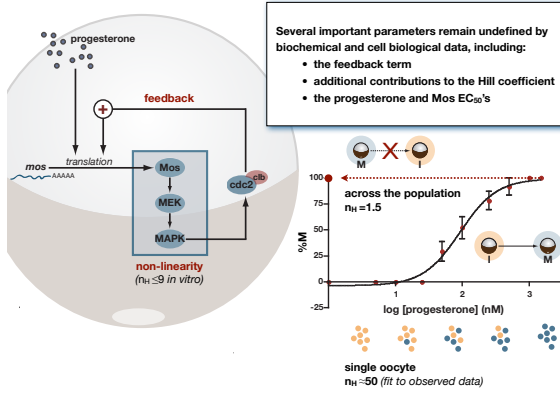 progesterone
feedback
+
mos
translation
AAAAA
Mos
MEK
MAPK
cdc2
clb
non-linearity
(nH ≤9 in vitro)
Several important parameters remain undefined by
biochemical and cell biological data, including:
• the feedback term
• additional contributions to the Hill coefficient
• the progesterone and Mos EC50's
M
X
I
100
75
50
25
0
-25
%M
across the population
nH =1.5
I
M
1
2
3
log [progesterone] (nM)
single oocyte
nH ≈50 (fit to observed data)